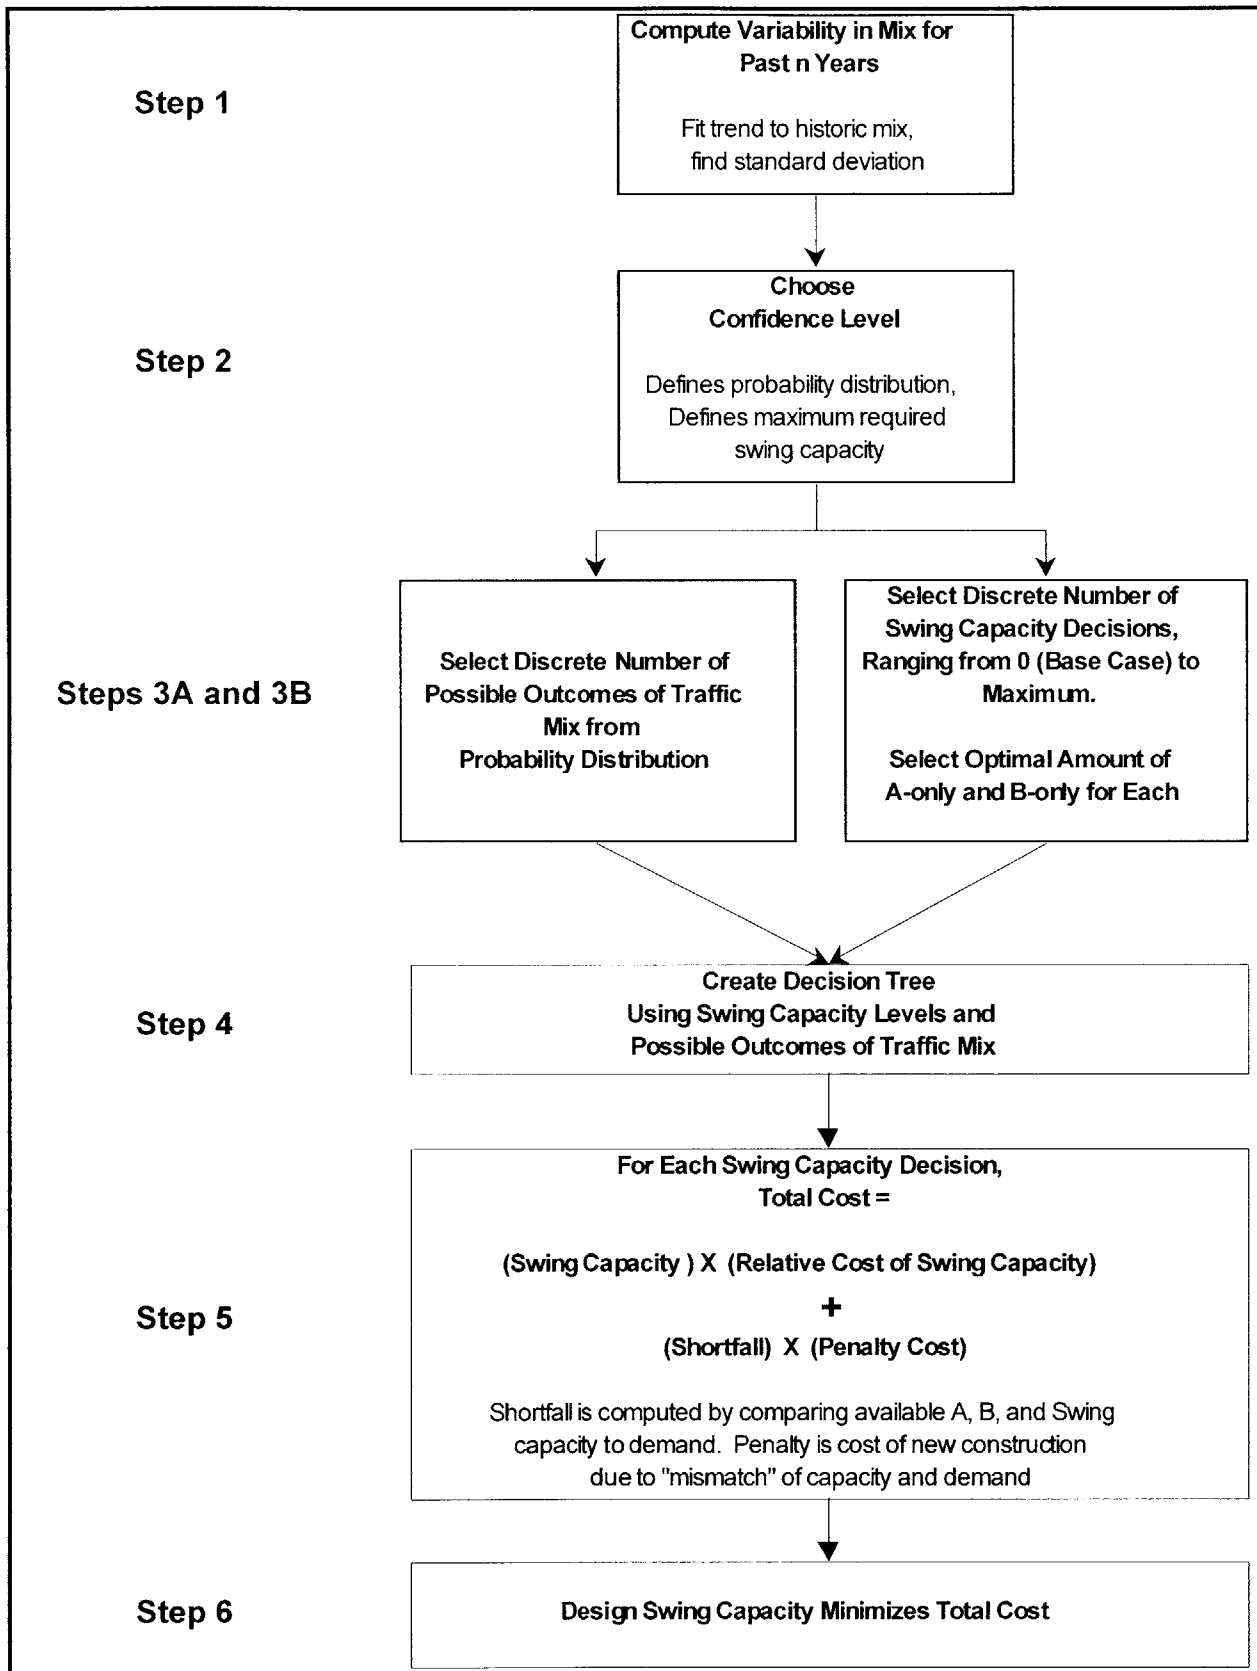 Step 1
Compute Variability in Mix for
Past n Years
Fit trend to historic mix,
find standard deviation
Step 2
Choose
Confidence Level
Defines probability distribution,
Defines maximum required
swing capacity
Steps 3A and 3B
Select Discrete Number of
Possible Outcomes of Traffic
Mix from
Probability Distribution
Select Discrete Number of
Swing Capacity Decisions,
Ranging from 0 (Base Case) to
Maximum.
Select Optimal Amount of
A-only and B-only for Each
Step 4
Create Decision Tree
Using Swing Capacity Levels and
Possible Outcomes of Traffic Mix
Step 5
For Each Swing Capacity Decision,
Total Cost =
(Swing Capacity ) X (Relative Cost of Swing Capacity)
+
(Shortfall) X (Penalty Cost)
Shortfall is computed by comparing available A, B, and Swing
capacity to demand. Penalty is cost of new construction
due to "mismatch" of capacity and demand
Step 6
Design Swing Capacity Minimizes Total Cost